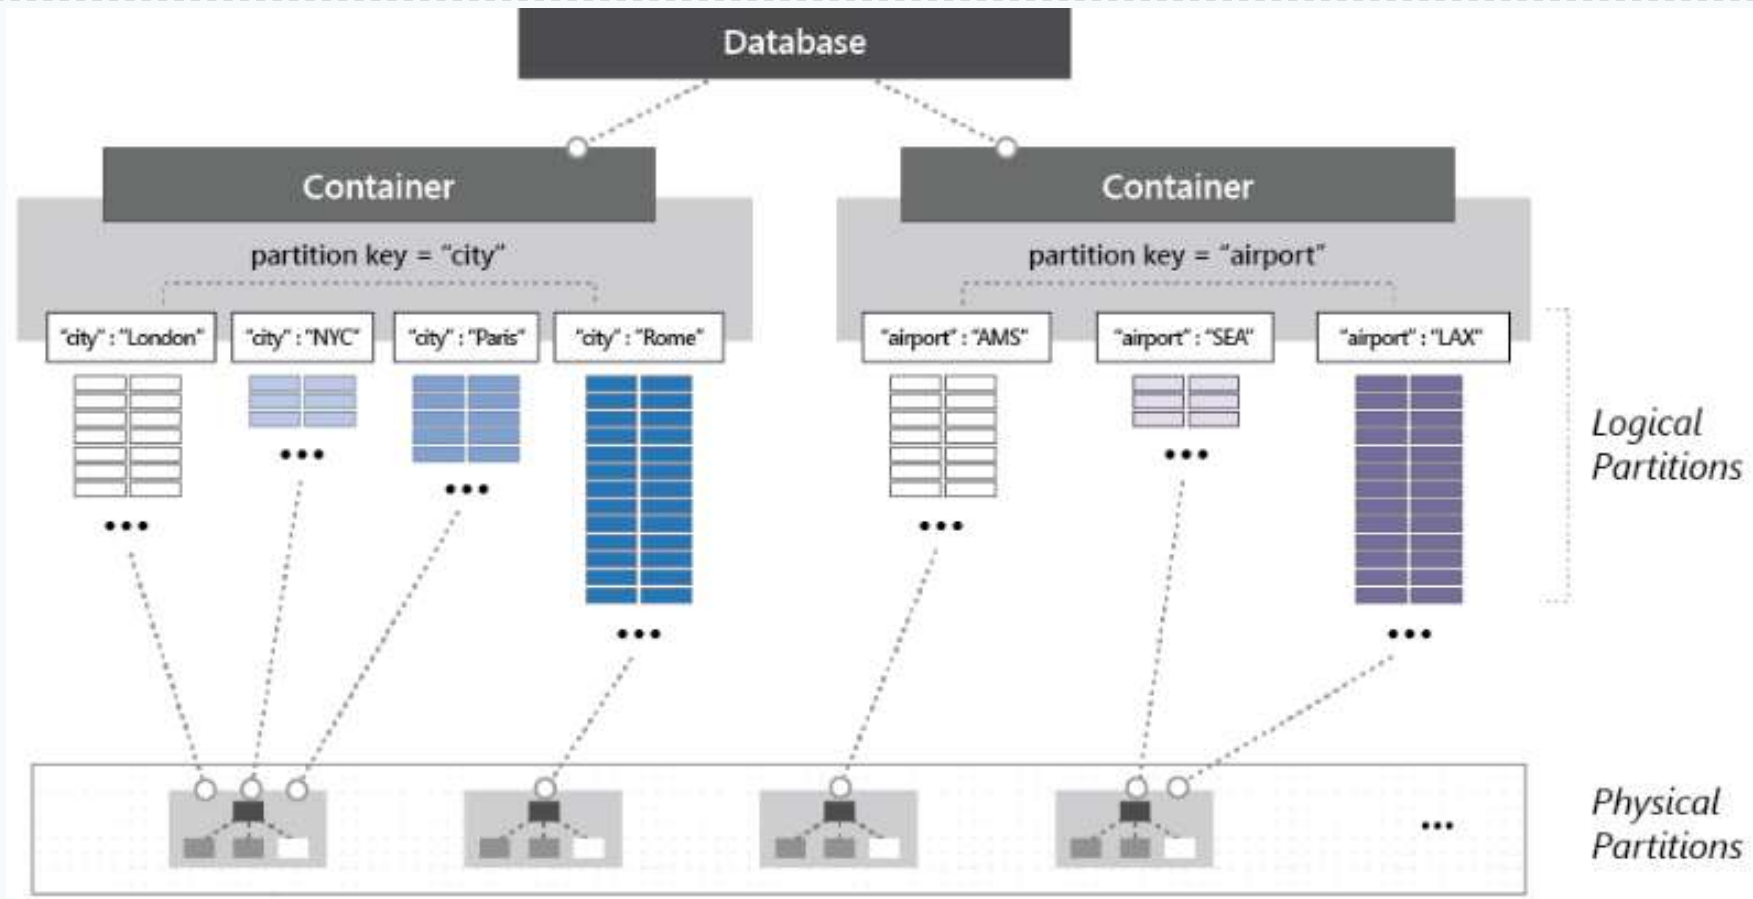 Database
Container
Container
partition key = "city"
partition key = "airport"
"city" : "London"
"city" : "NYC"
"city" : "Paris"
"city" : "Rome"
"airport" : "AMS"
"airport" : "SEA"
"airport" : "LAX"
Logical
Partitions
Physical
Partitions